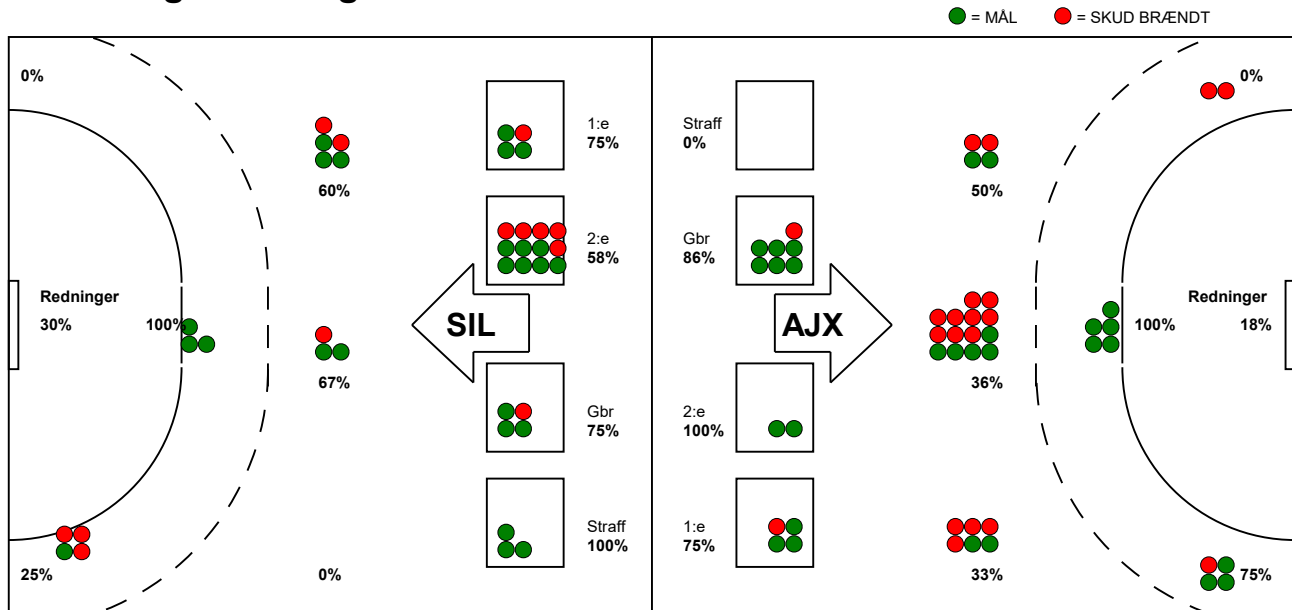 = MÅL = SKUD BRÆNDT
0%
60%
Redninger
30%
100%
67%
25%
0%
1:e
75%
2:e
58%
SIL
Gbr
75%
Straff
100%
Straff
0%
Gbr
86%
AJX
2:e
100%
1:e
75%
0%
50%
Redninger
100% 18%
36%
33%
75%